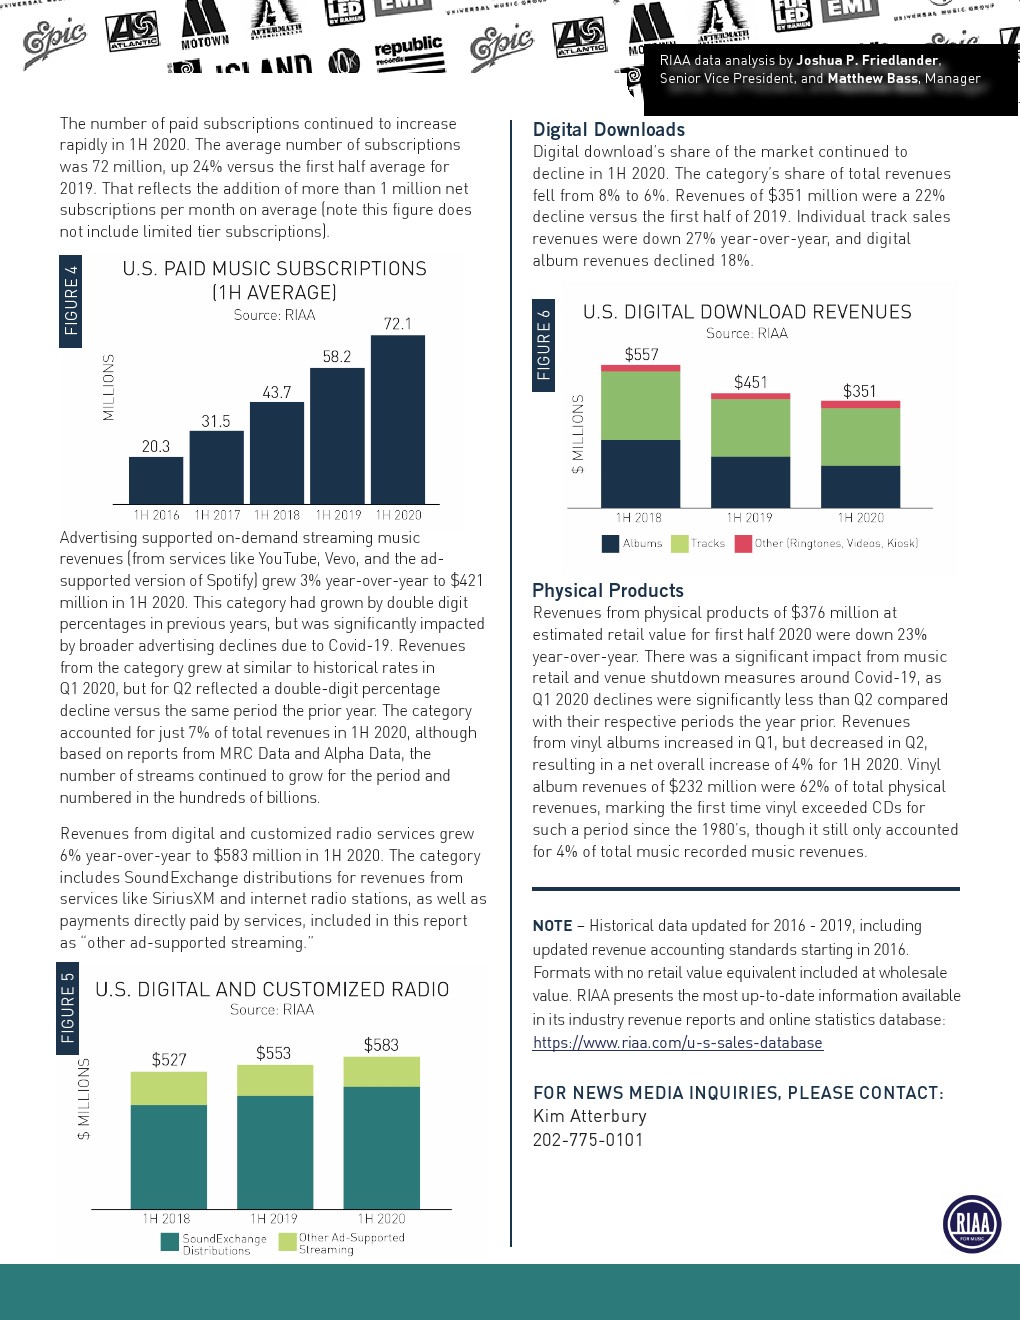 Epic
ATLANTIC
MOTOWN
AFTERMATH
ENTERTAINMENT
FUELED
BY RAMEN
EMI
UNIVERSAL MUSIC GROUP
Epic
ATLANTIC
MOTOWN
AFTERMATH
FUELED
BY RAMEN
EMI
UNIVERSAL MUSIC GROUP
ISLAND
republic
records
RIAA data analysis by Joshua P. Friedlander,
Senior Vice President, and Matthew Bass, Manager
The number of paid subscriptions continued to increase
rapidly in 1H 2020. The average number of subscriptions
was 72 million, up 24% versus the first half average for
2019. That reflects the addition of more than 1 million net
subscriptions per month on average (note this figure does
not include limited tier subscriptions).
FIGURE 4
U.S. PAID MUSIC SUBSCRIPTIONS
(1H AVERAGE)
Source: RIAA
MILLIONS
20.3
31.5
43.7
58.2
72.1
1H 2016 1H 2017 1H 2018 1H 2019 1H 2020
Advertising supported on-demand streaming music
revenues (from services like YouTube, Vevo, and the ad-
supported version of Spotify) grew 3% year-over-year to $421
million in 1H 2020. This category had grown by double digit
percentages in previous years, but was significantly impacted
by broader advertising declines due to Covid-19. Revenues
from the category grew at similar to historical rates in
Q1 2020, but for Q2 reflected a double-digit percentage
decline versus the same period the prior year. The category
accounted for just 7% of total revenues in 1H 2020, although
based on reports from MRC Data and Alpha Data, the
number of streams continued to grow for the period and
numbered in the hundreds of billions.
Revenues from digital and customized radio services grew
6% year-over-year to $583 million in 1H 2020. The category
includes SoundExchange distributions for revenues from
services like SiriusXM and internet radio stations, as well as
payments directly paid by services, included in this report
as “other ad-supported streaming.”
FIGURE 5
U.S. DIGITAL AND CUSTOMIZED RADIO
Source: RIAA
$ MILLIONS
$527
$553
$583
1H 2018 1H 2019 1H 2020
SoundExchange
Distributions
Other Ad-Supported
Streaming
Digital Downloads
Digital download’s share of the market continued to
decline in 1H 2020. The category’s share of total revenues
fell from 8% to 6%. Revenues of $351 million were a 22%
decline versus the first half of 2019. Individual track sales
revenues were down 27% year-over-year, and digital
album revenues declined 18%.
FIGURE 6
U.S. DIGITAL DOWNLOAD REVENUES
Source: RIAA
$ MILLIONS
$557
$451
$351
1H 2018 1H 2019 1H 2020
Albums Tracks Other (Ringtones, Videos, Kiosk)
Physical Products
Revenues from physical products of $376 million at
estimated retail value for first half 2020 were down 23%
year-over-year. There was a significant impact from music
retail and venue shutdown measures around Covid-19, as
Q1 2020 declines were significantly less than Q2 compared
with their respective periods the year prior. Revenues
from vinyl albums increased in Q1, but decreased in Q2,
resulting in a net overall increase of 4% for 1H 2020. Vinyl
album revenues of $232 million were 62% of total physical
revenues, marking the first time vinyl exceeded CDs for
such a period since the 1980’s, though it still only accounted
for 4% of total music recorded music revenues.
NOTE – Historical data updated for 2016 - 2019, including
updated revenue accounting standards starting in 2016.
Formats with no retail value equivalent included at wholesale
value. RIAA presents the most up-to-date information available
in its industry revenue reports and online statistics database:
https://www.riaa.com/u-s-sales-database
FOR NEWS MEDIA INQUIRIES, PLEASE CONTACT:
Kim Atterbury
202-775-0101
RIAA
FOR MUSIC